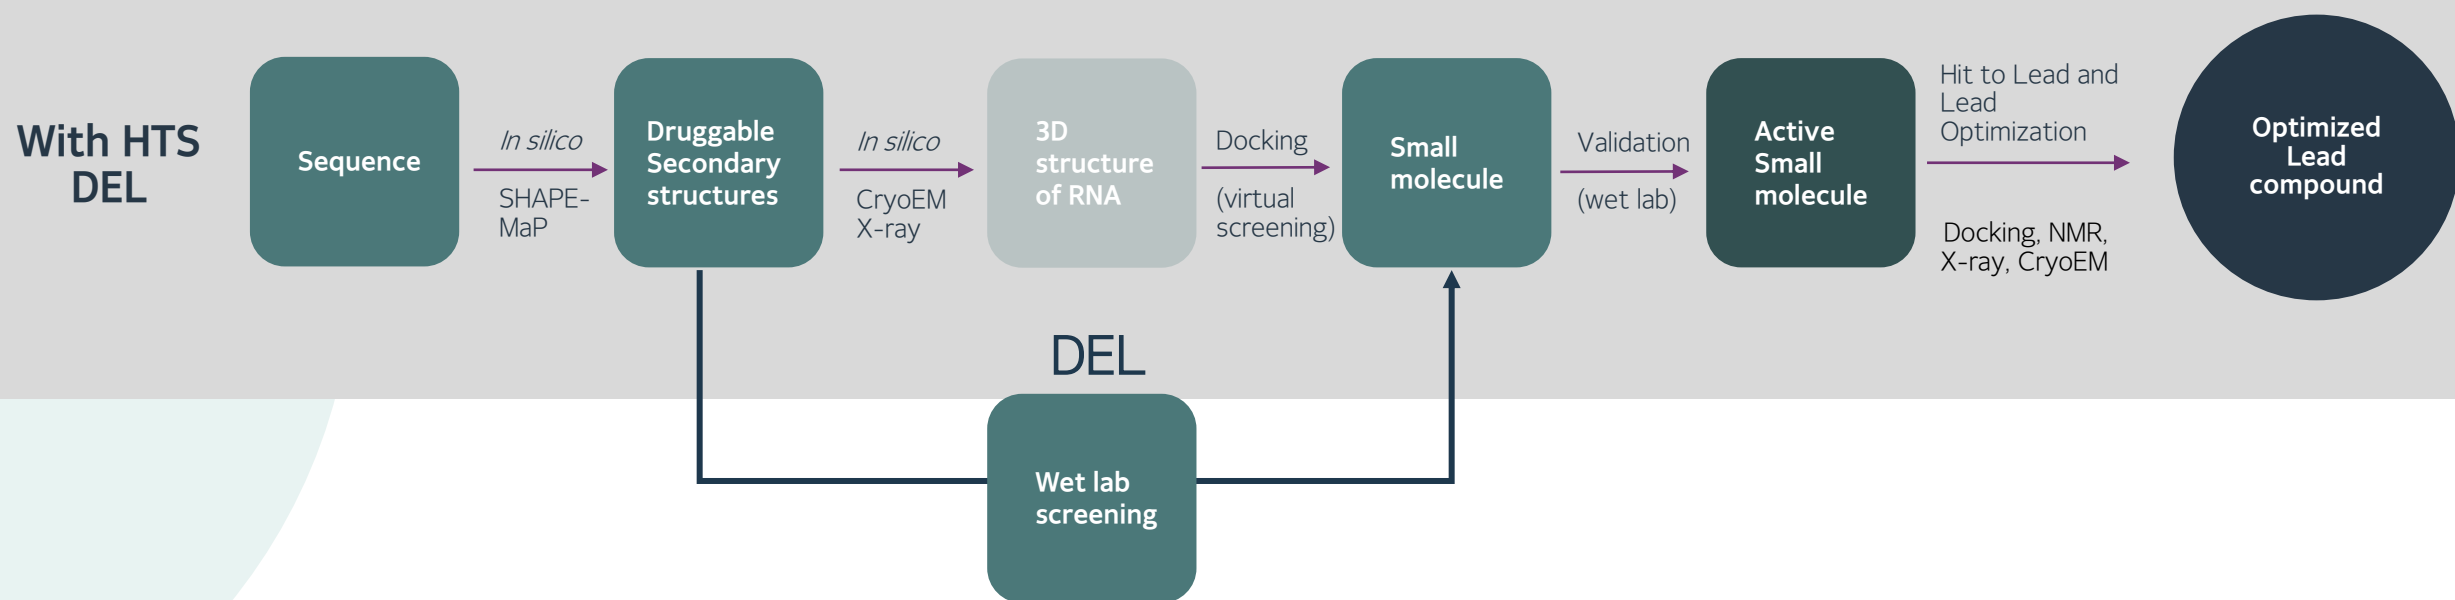 With HTS
DEL
Sequence
In silico
SHAPE-
MaP
Druggable
Secondary
structures
In silico
CryoEM
X-ray
3D
structure
of RNA
Docking
(virtual
screening)
Small
molecule
Validation
(wet lab)
Active
Small
molecule
Hit to Lead and
Lead
Optimization
Docking, NMR,
X-ray, CryoEM
Optimized
Lead
compound
DEL
Wet lab
screening